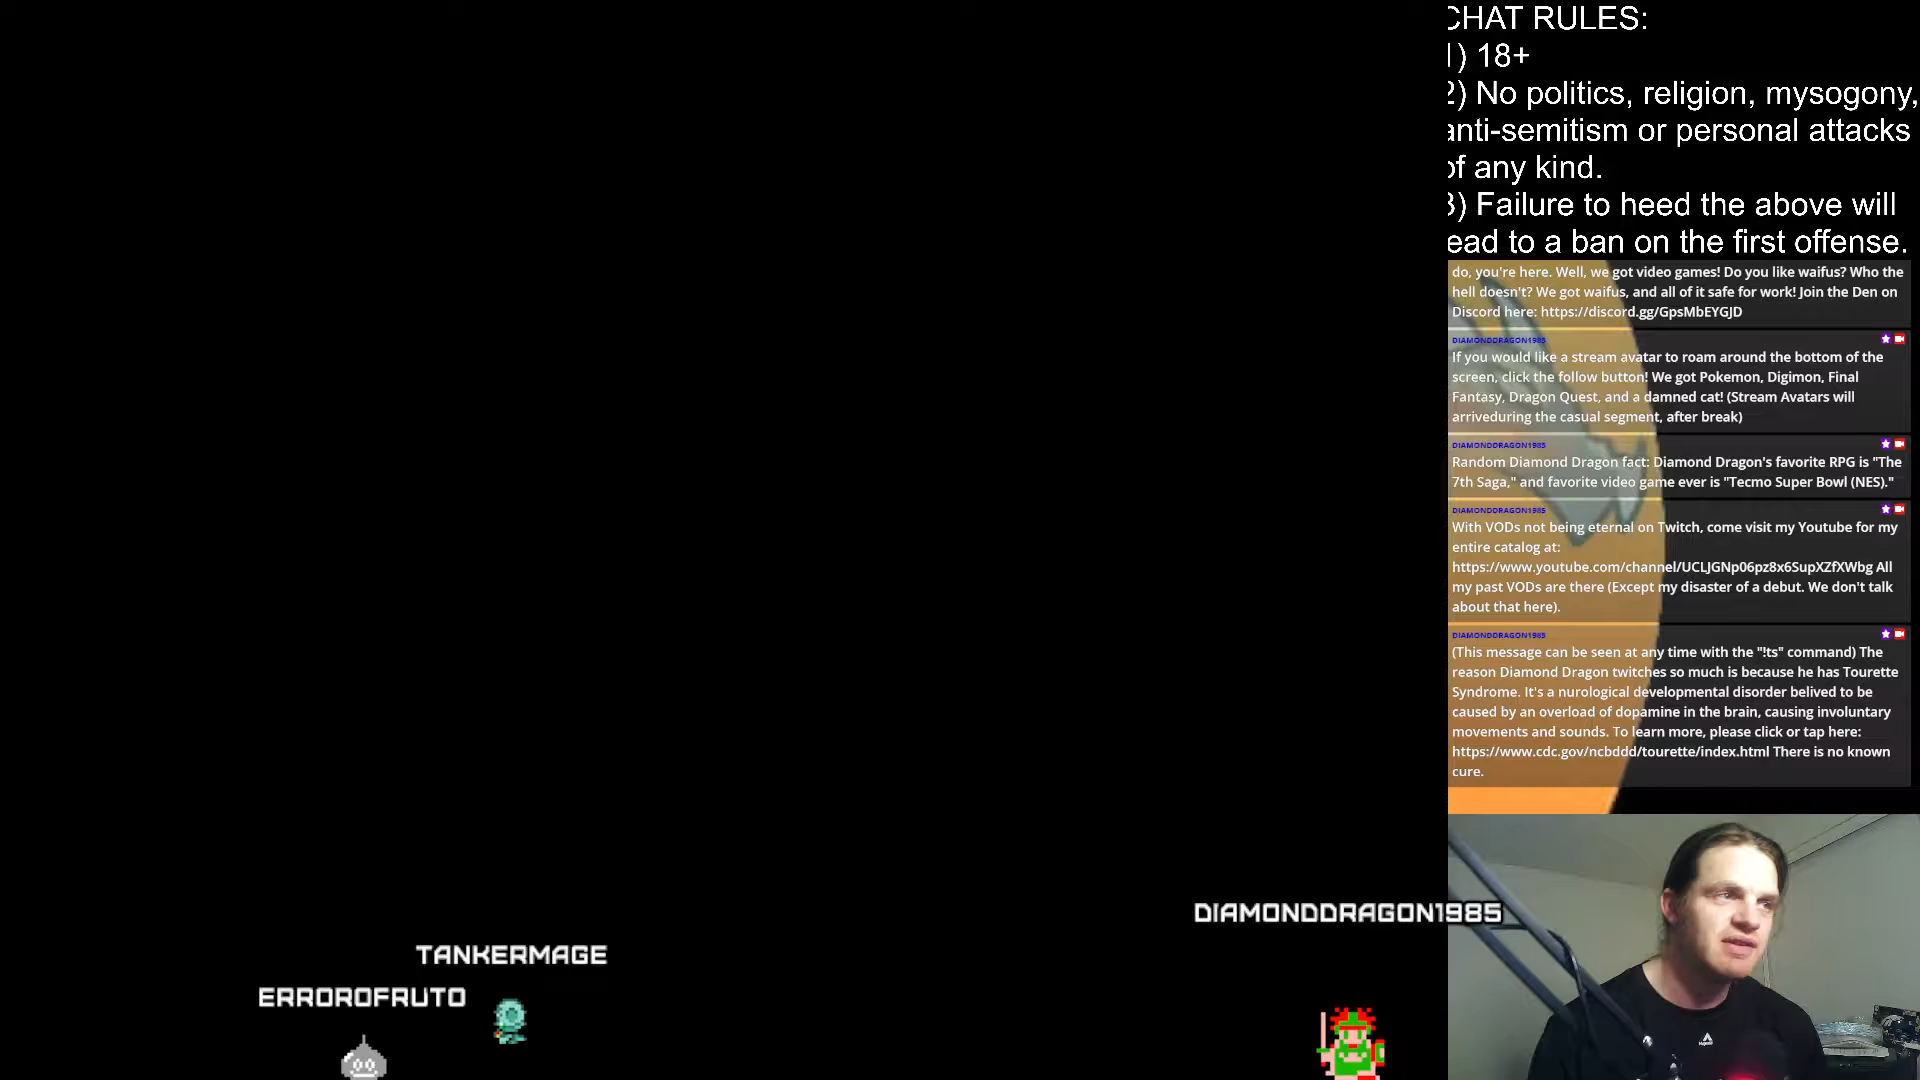 CHAT RULES:
1) 18+
2) No politics, religion, mysogony,
anti-semitism or personal attacks
of any kind.
3) Failure to heed the above will
ead to a ban on the first offense.
do, you're here. Well, we got video games! Do you like waifus? Who the
hell doesn't? We got waifus, and all of it safe for work! Join the Den on
Discord here: https://discord.gg/GpsMbEYGJD
DIAMONDDRAGON1985
If you would like a stream avatar to roam around the bottom of the
screen, click the follow button! We got Pokemon, Digimon, Final
Fantasy, Dragon Quest, and a damned cat! (Stream Avatars will
arriveduring the casual segment, after break)
DIAMONDDRAGON1985
Random Diamond Dragon fact: Diamond Dragon's favorite RPG is "The
7th Saga," and favorite video game ever is "Tecmo Super Bowl (NES)."
DIAMONDDRAGON1985
With VODs not being eternal on Twitch, come visit my Youtube for my
entire catalog at:
https://www.youtube.com/channel/UCLJGNp06pz8x6SupXZfXWbg All
my past VODs are there (Except my disaster of a debut. We don't talk
about that here).
DIAMONDDRAGON1985
(This message can be seen at any time with the "!ts" command) The
reason Diamond Dragon twitches so much is because he has Tourette
Syndrome. It's a nurological developmental disorder belived to be
caused by an overload of dopamine in the brain, causing involuntary
movements and sounds. To learn more, please click or tap here:
https://www.cdc.gov/ncbddd/tourette/index.html There is no known
cure.
DIAMONDDRAGON1985
TANKERMAGE
ERROROFRUTO